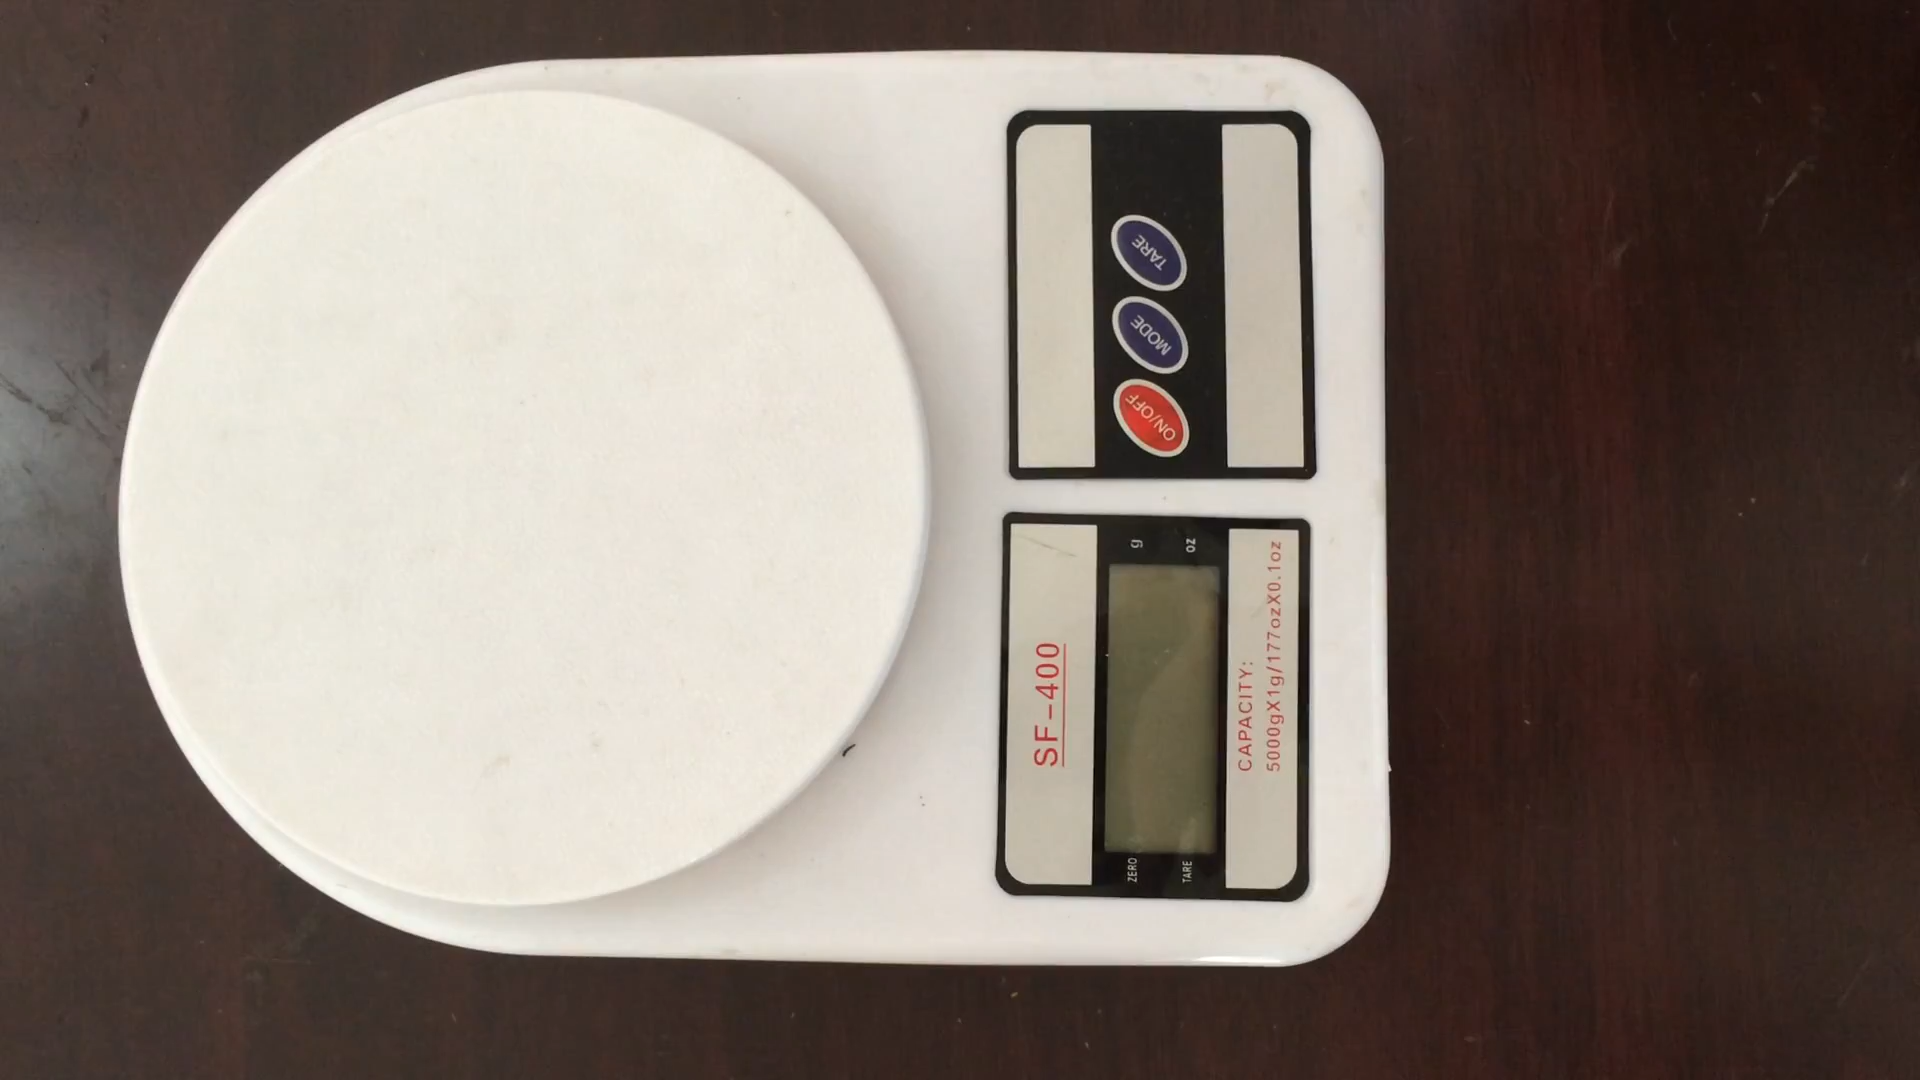 SF-400
ZERO
g
TARE
oz
CAPACITY:
5000gX1g/177ozX0.1oz
ON/OFF
MODE
TARE